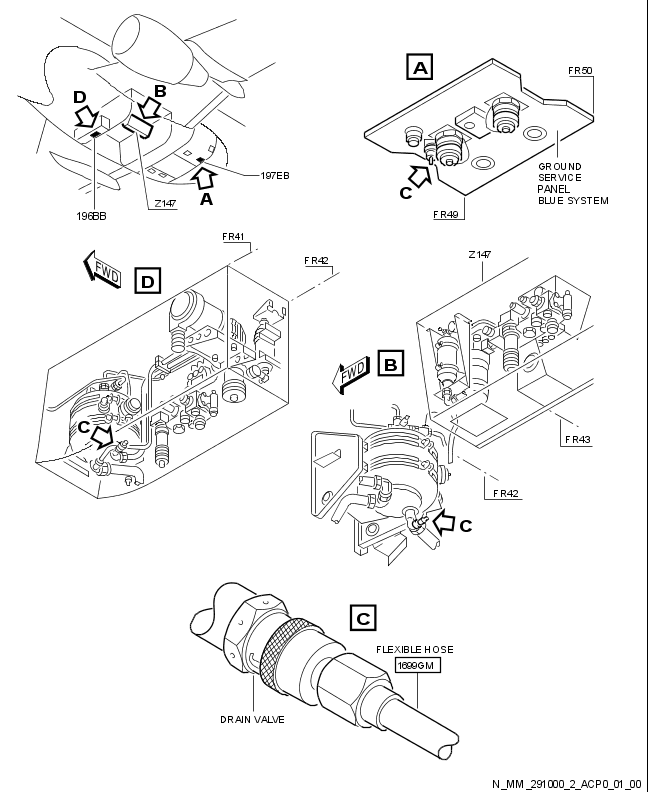 D
B
196BB
Z147
A
197EB
A
FR50
C
GROUND
SERVICE
PANEL
BLUE SYSTEM
FR49
FWD
D
FR41
FR42
C
Z147
FWD
B
FR43
FR42
C
C
FLEXIBLE HOSE
1699GM
DRAIN VALVE
N_MM_291000_2_ACP0_01_00